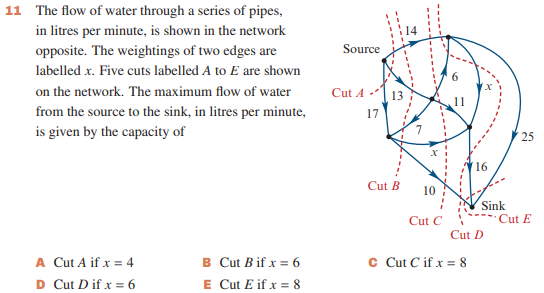 11 The flow of water through a series of pipes,
in litres per minute, is shown in the network
opposite. The weightings of two edges are
labelled x. Five cuts labelled A to E are shown
on the network. The maximum flow of water
from the source to the sink, in litres per minute,
is given by the capacity of
14
Source
6
x
Cut A
13
11
17
7
25
x
16
Cut B
10
Sink
Cut C
Cut E
Cut D
A Cut A if x = 4
B Cut B if x = 6
C Cut C if x = 8
D Cut D if x = 6
E Cut E if x = 8